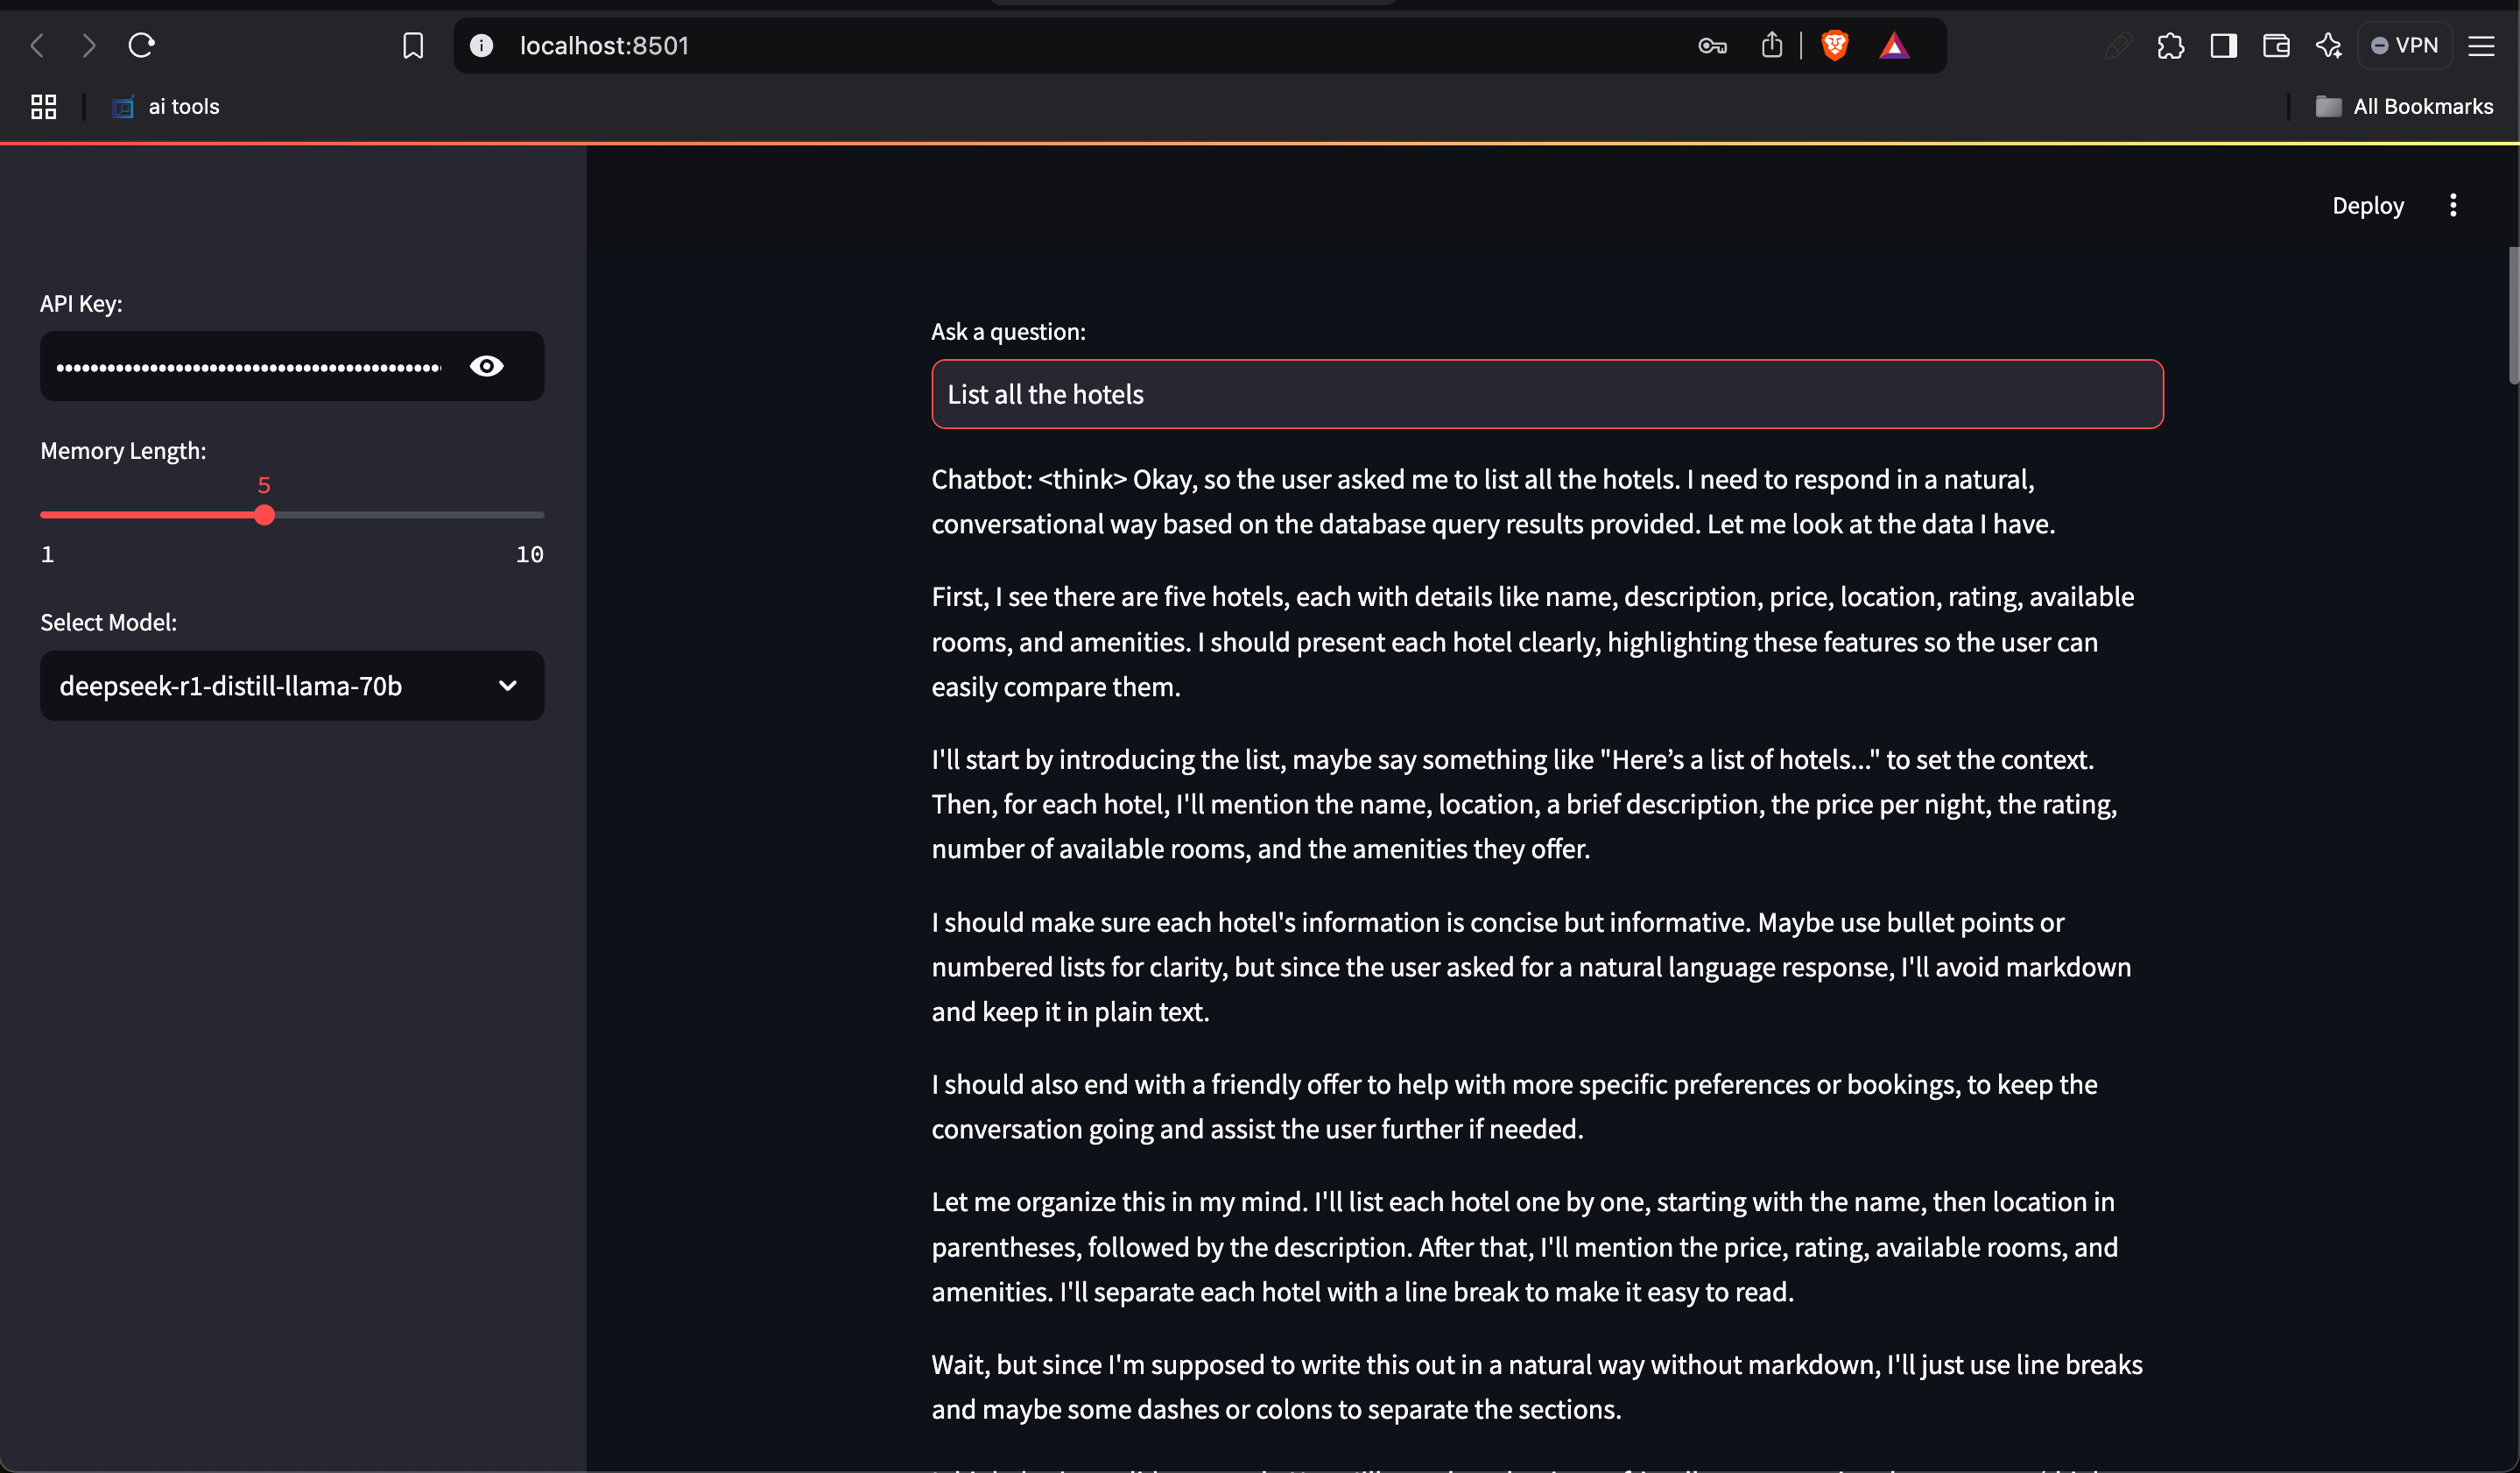 localhost:8501
VPN
ai tools
All Bookmarks
Deploy
API Key:
Memory Length:
5
1
10
Select Model:
deepseek-r1-distill-llama-70b
Ask a question:
List all the hotels
Chatbot: <think> Okay, so the user asked me to list all the hotels. I need to respond in a natural,
conversational way based on the database query results provided. Let me look at the data I have.
First, I see there are five hotels, each with details like name, description, price, location, rating, available
rooms, and amenities. I should present each hotel clearly, highlighting these features so the user can
easily compare them.
I'll start by introducing the list, maybe say something like "Here’s a list of hotels..." to set the context.
Then, for each hotel, I'll mention the name, location, a brief description, the price per night, the rating,
number of available rooms, and the amenities they offer.
I should make sure each hotel's information is concise but informative. Maybe use bullet points or
numbered lists for clarity, but since the user asked for a natural language response, I'll avoid markdown
and keep it in plain text.
I should also end with a friendly offer to help with more specific preferences or bookings, to keep the
conversation going and assist the user further if needed.
Let me organize this in my mind. I'll list each hotel one by one, starting with the name, then location in
parentheses, followed by the description. After that, I'll mention the price, rating, available rooms, and
amenities. I'll separate each hotel with a line break to make it easy to read.
Wait, but since I'm supposed to write this out in a natural way without markdown, I'll just use line breaks
and maybe some dashes or colons to separate the sections.